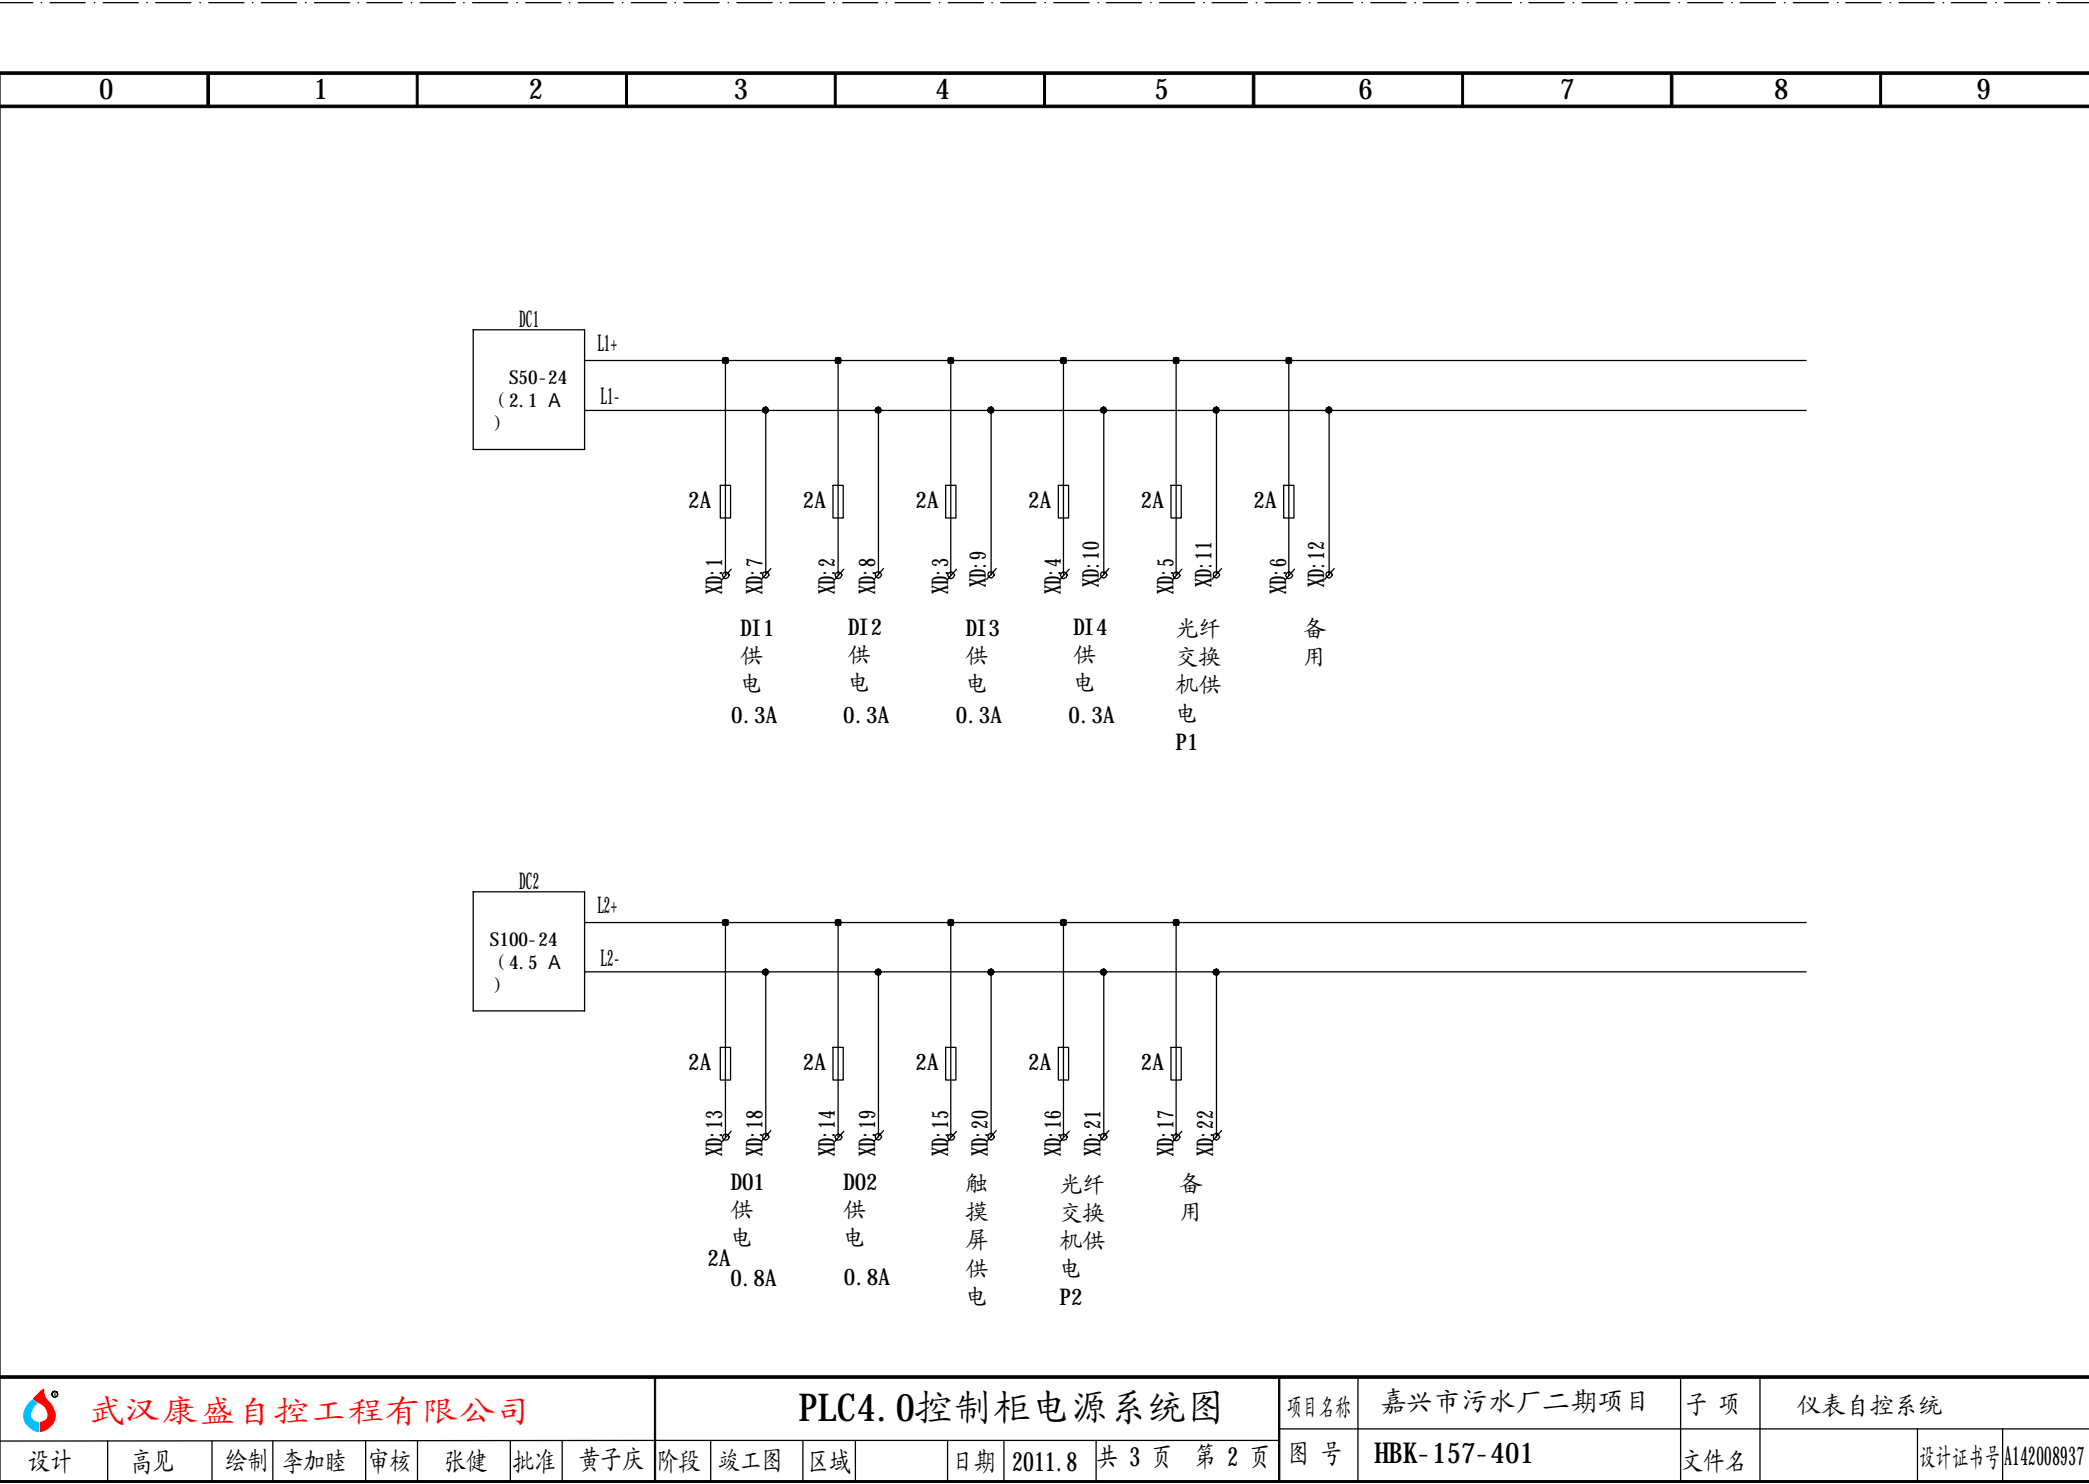 0 1 2 3 4 5 6 7 8 9
DC1
L1+
S50-24
(2.1 A
)
L1-
2A 2A 2A 2A 2A 2A
XD:1 XD:7 XD:2 XD:8 XD:3 XD:9 XD:4 XD:10 XD:5 XD:11 XD:6 XD:12
DI1
供
电
0.3A
DI2
供
电
0.3A
DI3
供
电
0.3A
DI4
供
电
0.3A
光纤
交换
机供
电
P1
备
用
DC2
L2+
S100-24
(4.5 A
)
L2-
2A 2A 2A 2A 2A
XD:13 XD:18 XD:14 XD:19 XD:15 XD:20 XD:16 XD:21 XD:17 XD:22
DO1
供
电
2A
0.8A
DO2
供
电
0.8A
触
摸
屏
供
电
光纤
交换
机供
电
P2
备
用
武汉康盛自控工程有限公司
PLC4.0控制柜电源系统图
项目名称 嘉兴市污水厂二期项目 子 项 仪表自控系统
设计 高见 绘制 李加睦 审核 张健 批准 黄子庆 阶段 竣工图 区域 日期 2011.8 共 3 页 第 2 页 图 号 HBK-157-401 文件名 设计证书号 A142008937